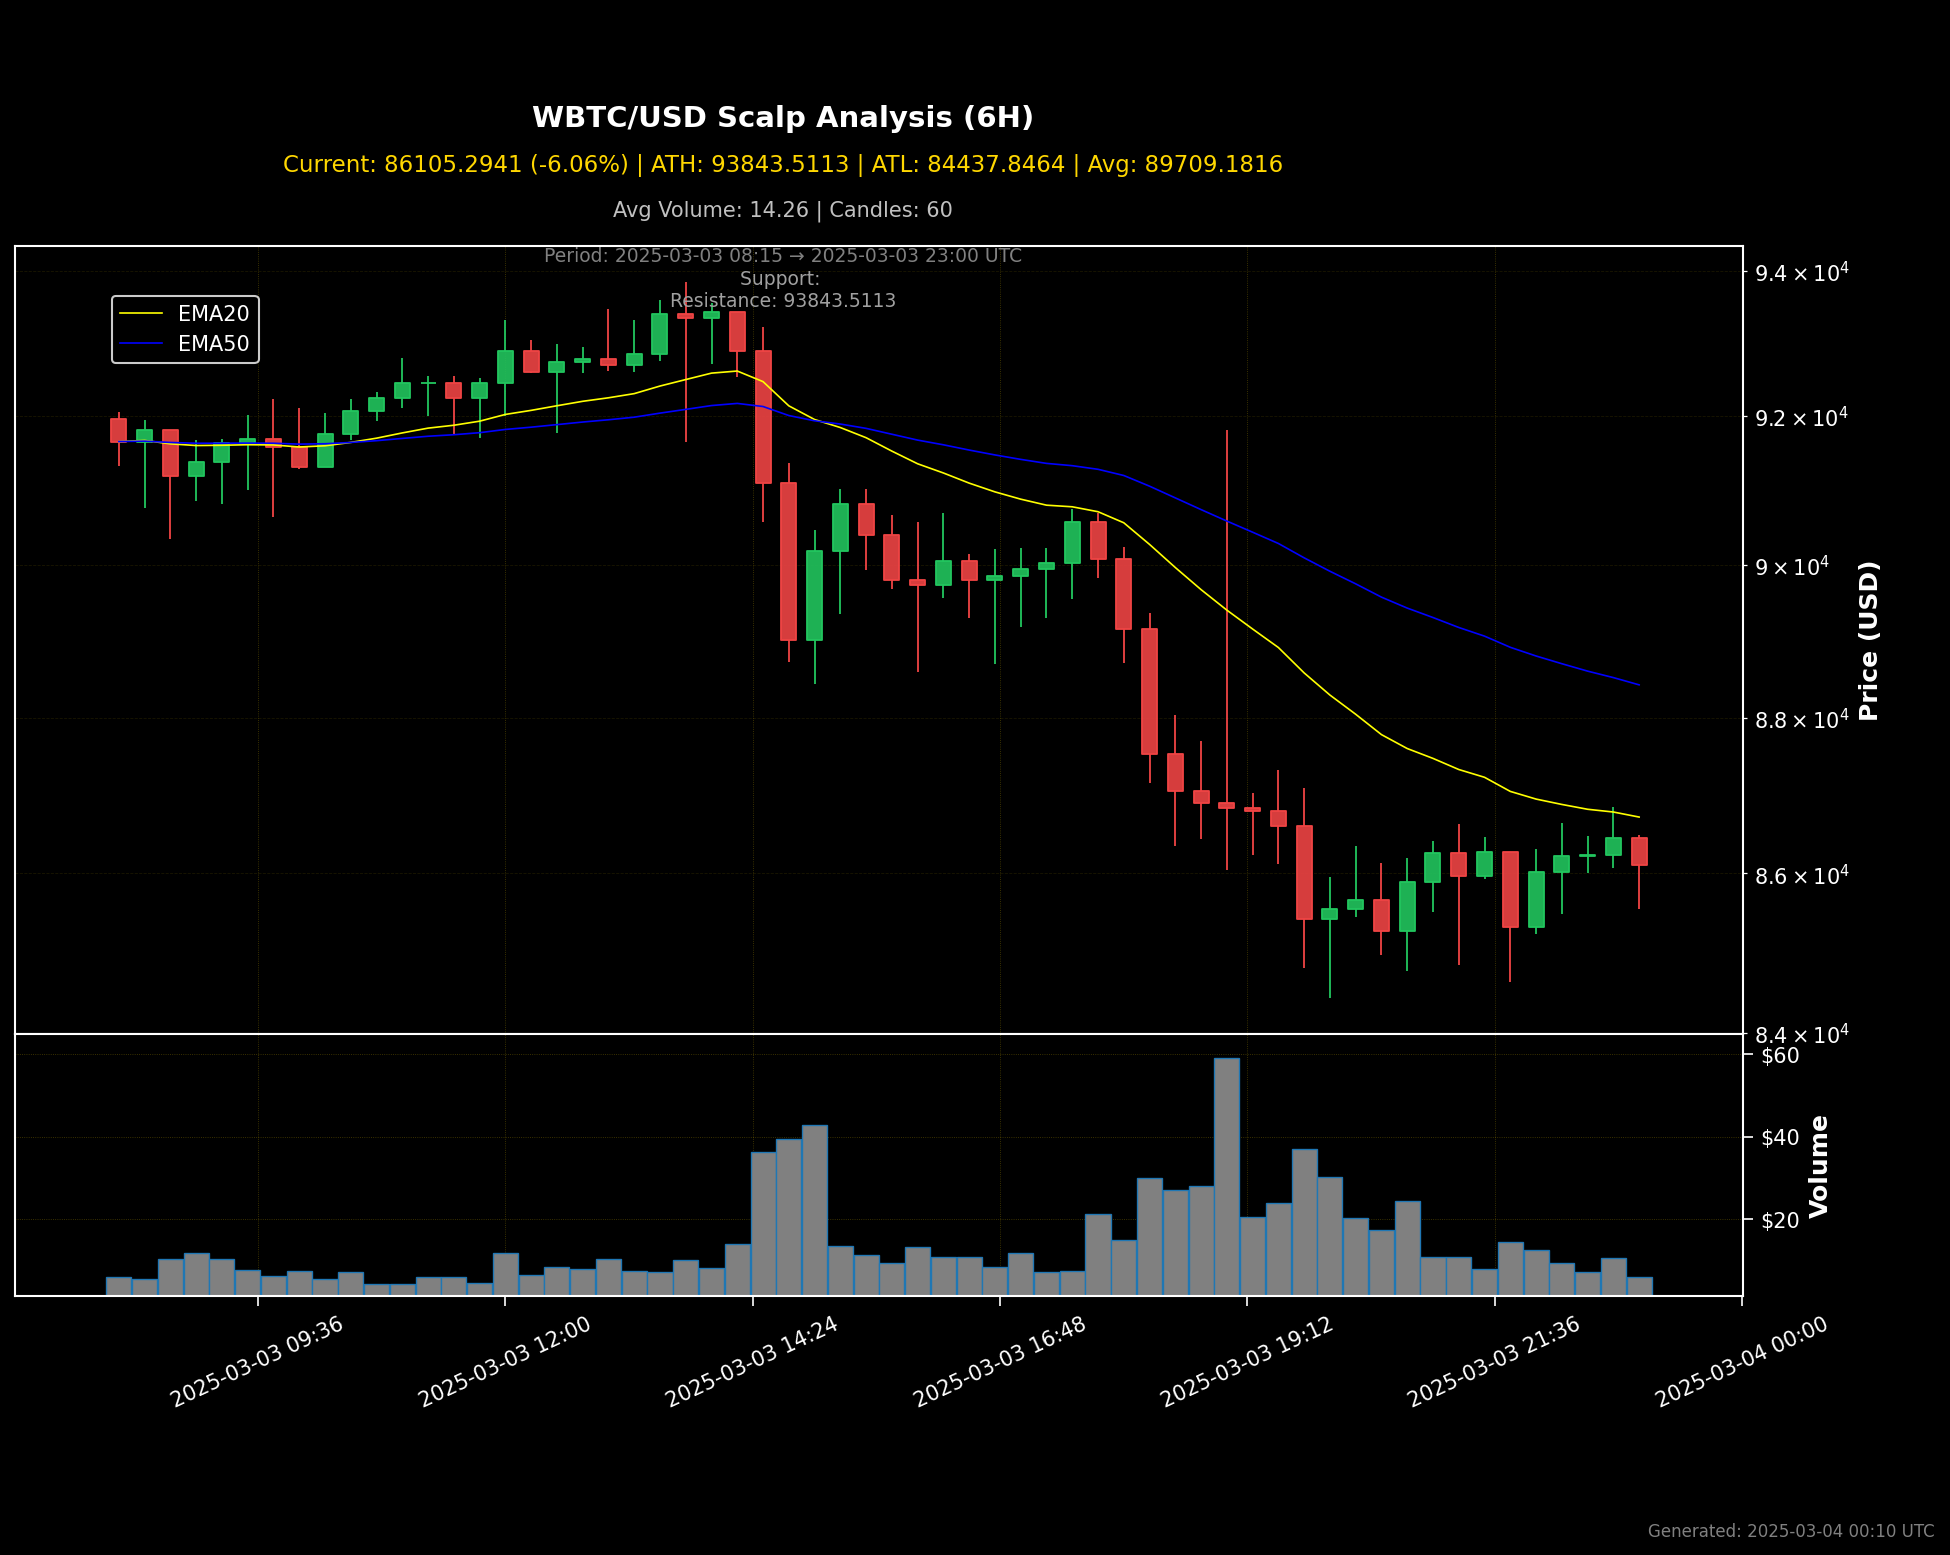 WBTC/USD Scalp Analysis (6H)
Current: 86105.2941 (-6.06%) | ATH: 93843.5113 | ATL: 84437.8464 | Avg: 89709.1816
Avg Volume: 14.26 | Candles: 60
Period: 2025-03-03 08:15 → 2025-03-03 23:00 UTC
Support:
Resistance: 93843.5113
EMA20
EMA50
9.4 × 10⁴
9.2 × 10⁴
9 × 10⁴
8.8 × 10⁴
8.6 × 10⁴
8.4 × 10⁴
Price (USD)
$60
$40
$20
Volume
2025-03-03 09:36
2025-03-03 12:00
2025-03-03 14:24
2025-03-03 16:48
2025-03-03 19:12
2025-03-03 21:36
2025-03-04 00:00
Generated: 2025-03-04 00:10 UTC